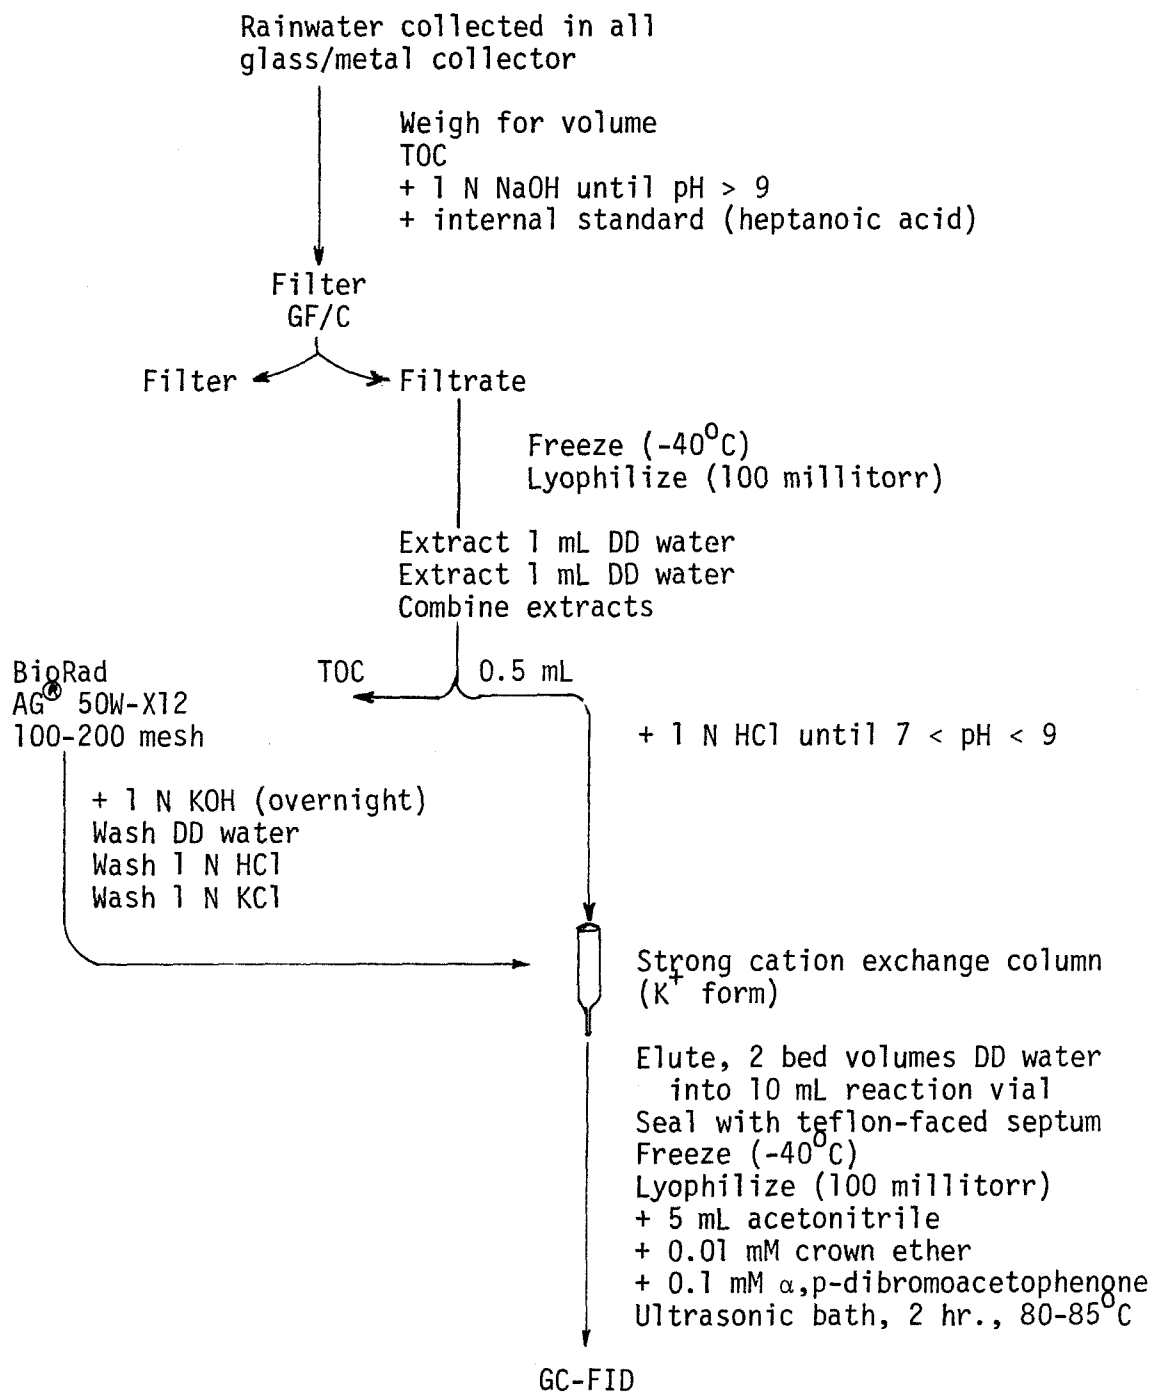 Rainwater collected in all
glass/metal collector
Weigh for volume
TOC
+ 1 N NaOH until pH > 9
+ internal standard (heptanoic acid)
Filter
GF/C
Filter
Filtrate
Freeze (-40°C)
Lyophilize (100 millitorr)
Extract 1 mL DD water
Extract 1 mL DD water
Combine extracts
TOC
0.5 mL
BioRad
AG® 50W-X12
100-200 mesh
+ 1 N HCl until 7 < pH < 9
+ 1 N KOH (overnight)
Wash DD water
Wash 1 N HCl
Wash 1 N KCl
Strong cation exchange column
(K⁺ form)
Elute, 2 bed volumes DD water
into 10 mL reaction vial
Seal with teflon-faced septum
Freeze (-40°C)
Lyophilize (100 millitorr)
+ 5 mL acetonitrile
+ 0.01 mM crown ether
+ 0.1 mM α,p-dibromoacetophenone
Ultrasonic bath, 2 hr., 80-85°C
GC-FID